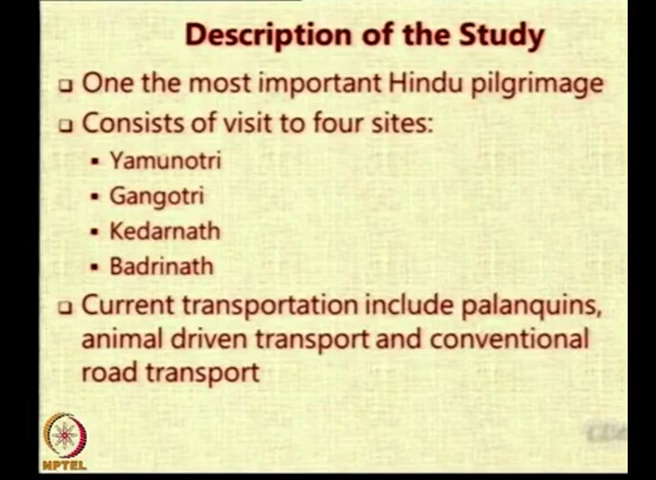 Description of the Study
One the most important Hindu pilgrimage
Consists of visit to four sites:
Yamunotri
Gangotri
Kedarnath
Badrinath
Current transportation include palanquins,
animal driven transport and conventional
road transport
NPTEL